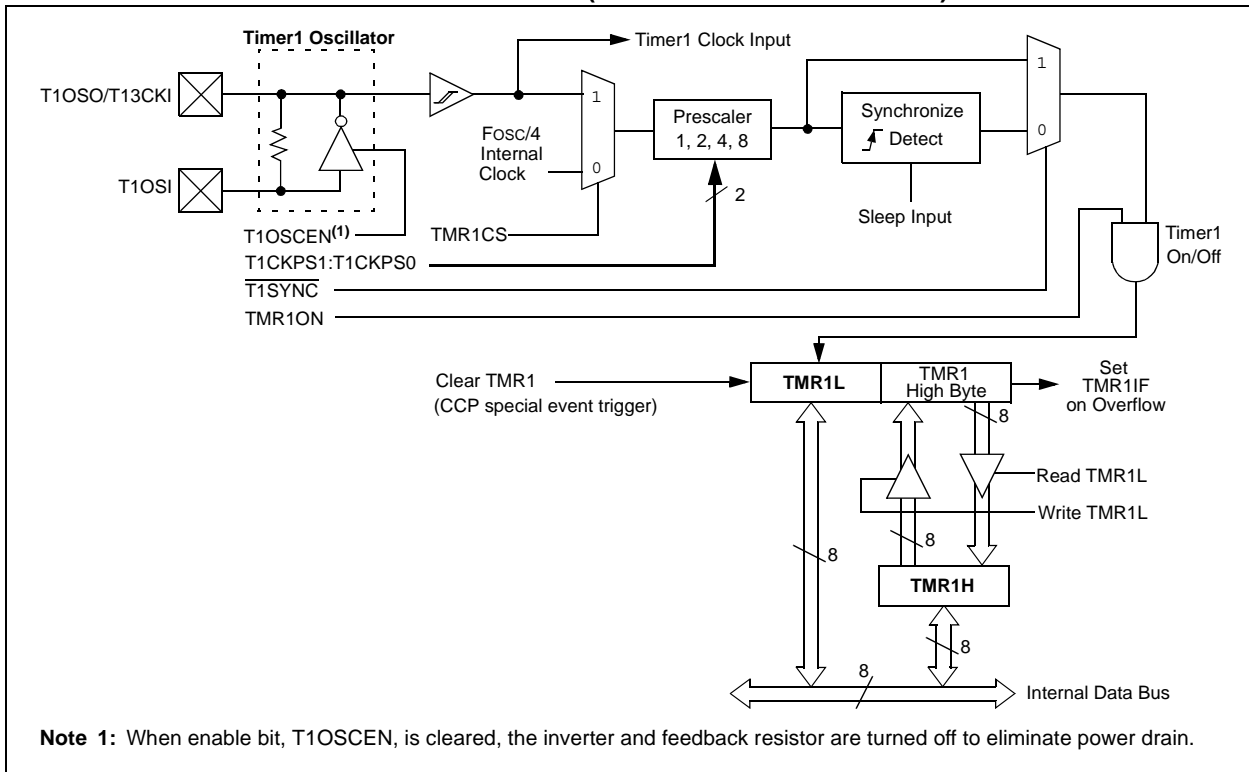 Timer1 Oscillator
Timer1 Clock Input
T1OSO/T13CKI
1
1
FOSC/4
Internal
Clock
0
Prescaler
1, 2, 4, 8
Synchronize
Detect
0
T1OSI
2
Sleep Input
T1OSCEN(1)
TMR1CS
Timer1
On/Off
T1CKPS1:T1CKPS0
T1SYNC
TMR1ON
Clear TMR1
(CCP special event trigger)
TMR1L
TMR1
High Byte
Set
TMR1IF
on Overflow
8
Read TMR1L
Write TMR1L
8
8
TMR1H
8
8
Internal Data Bus
Note 1: When enable bit, T1OSCEN, is cleared, the inverter and feedback resistor are turned off to eliminate power drain.